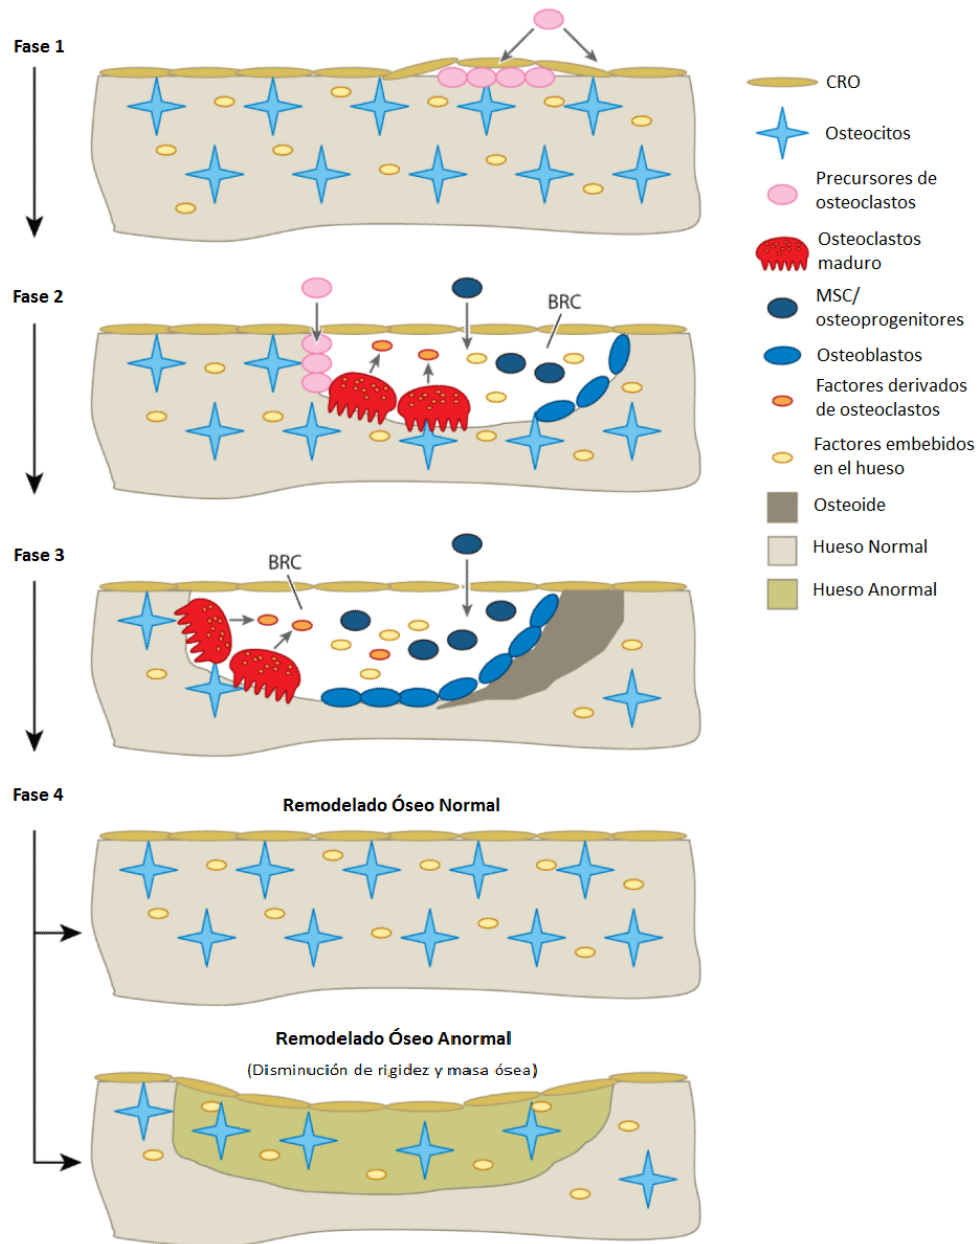 Fase 1
CRO
Osteocitos
Precursores de
osteoclastos
Osteoclastos
maduro
Fase 2
BRC
MSC/
osteoprogenitores
Osteoblastos
Factores derivados
de osteoclastos
Factores embebidos
en el hueso
Osteoide
Hueso Normal
Hueso Anormal
Fase 3
BRC
Fase 4
Remodelado Óseo Normal
Remodelado Óseo Anormal
(Disminución de rigidez y masa ósea)